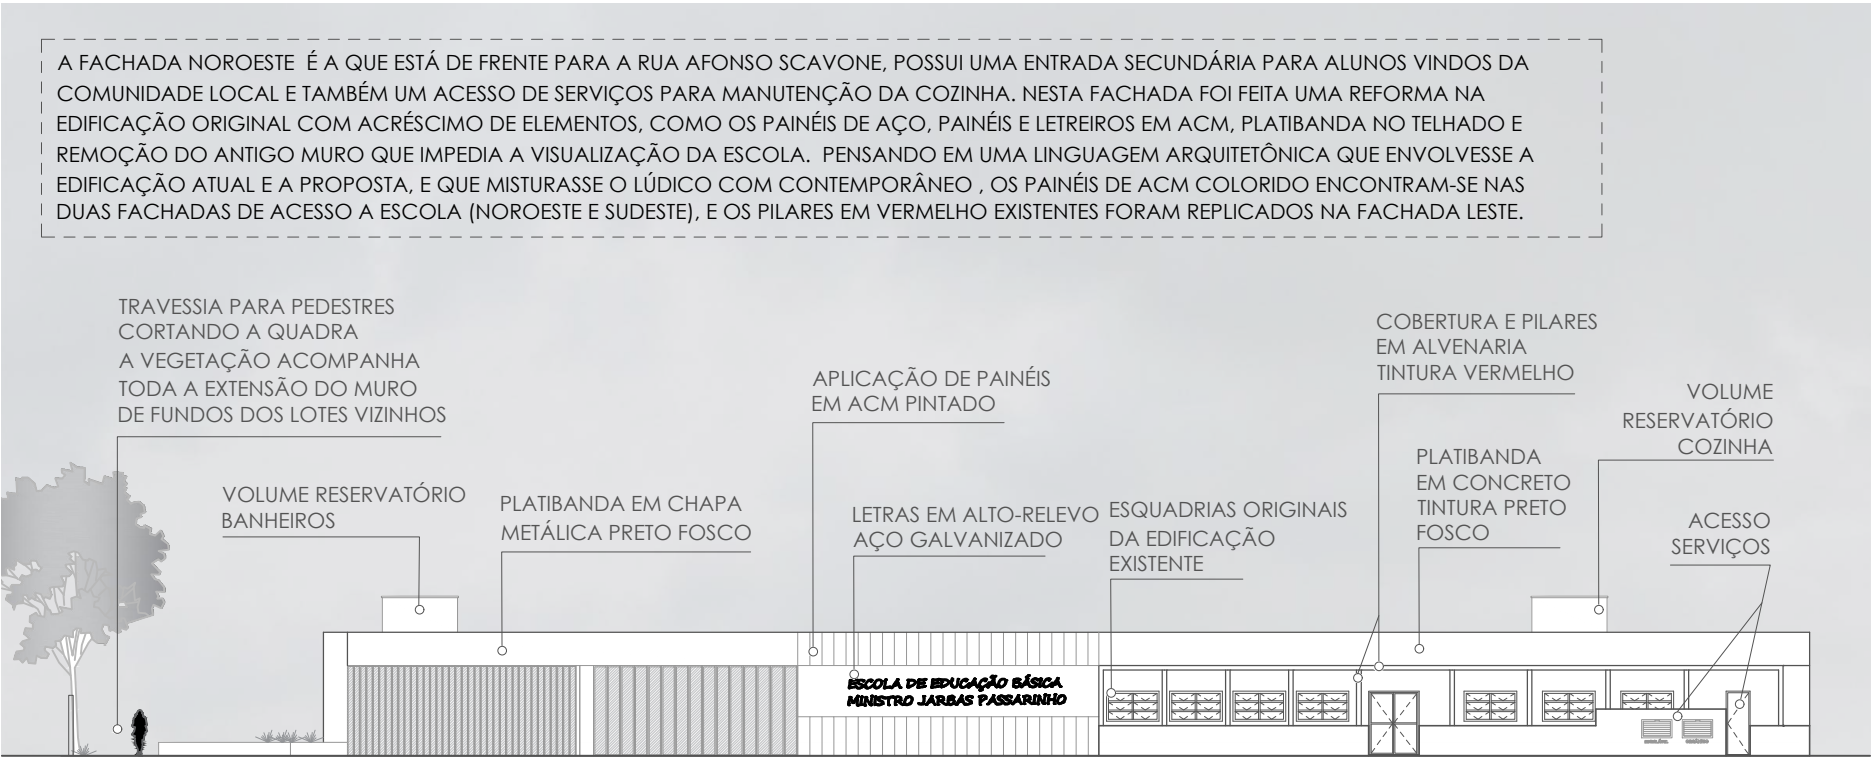 A FACHADA NOROESTE É A QUE ESTÁ DE FRENTE PARA A RUA AFONSO SCAVONE, POSSUI UMA ENTRADA SECUNDÁRIA PARA ALUNOS VINDOS DA
COMUNIDADE LOCAL E TAMBÉM UM ACESSO DE SERVIÇOS PARA MANUTENÇÃO DA COZINHA. NESTA FACHADA FOI FEITA UMA REFORMA NA
EDIFICAÇÃO ORIGINAL COM ACRÉSCIMO DE ELEMENTOS, COMO OS PAINÉIS DE AÇO, PAINÉIS E LETREIROS EM ACM, PLATIBANDA NO TELHADO E
REMOÇÃO DO ANTIGO MURO QUE IMPEDIA A VISUALIZAÇÃO DA ESCOLA. PENSANDO EM UMA LINGUAGEM ARQUITETÔNICA QUE ENVOLVESSE A
EDIFICAÇÃO ATUAL E A PROPOSTA, E QUE MISTURASSE O LÚDICO COM CONTEMPORÂNEO , OS PAINÉIS DE ACM COLORIDO ENCONTRAM-SE NAS
DUAS FACHADAS DE ACESSO A ESCOLA (NOROESTE E SUDESTE), E OS PILARES EM VERMELHO EXISTENTES FORAM REPLICADOS NA FACHADA LESTE.
TRAVESSIA PARA PEDESTRES
CORTANDO A QUADRA
A VEGETAÇÃO ACOMPANHA
TODA A EXTENSÃO DO MURO
DE FUNDOS DOS LOTES VIZINHOS
VOLUME RESERVATÓRIO
BANHEIROS
PLATIBANDA EM CHAPA
METÁLICA PRETO FOSCO
APLICAÇÃO DE PAINÉIS
EM ACM PINTADO
LETRAS EM ALTO-RELEVO
AÇO GALVANIZADO
ESQUADRIAS ORIGINAIS
DA EDIFICAÇÃO
EXISTENTE
COBERTURA E PILARES
EM ALVENARIA
TINTURA VERMELHO
PLATIBANDA
EM CONCRETO
TINTURA PRETO
FOSCO
VOLUME
RESERVATÓRIO
COZINHA
ACESSO
SERVIÇOS
ESCOLA DE EDUCAÇÃO BÁSICA
MINISTRO JARBAS PASSARINHO